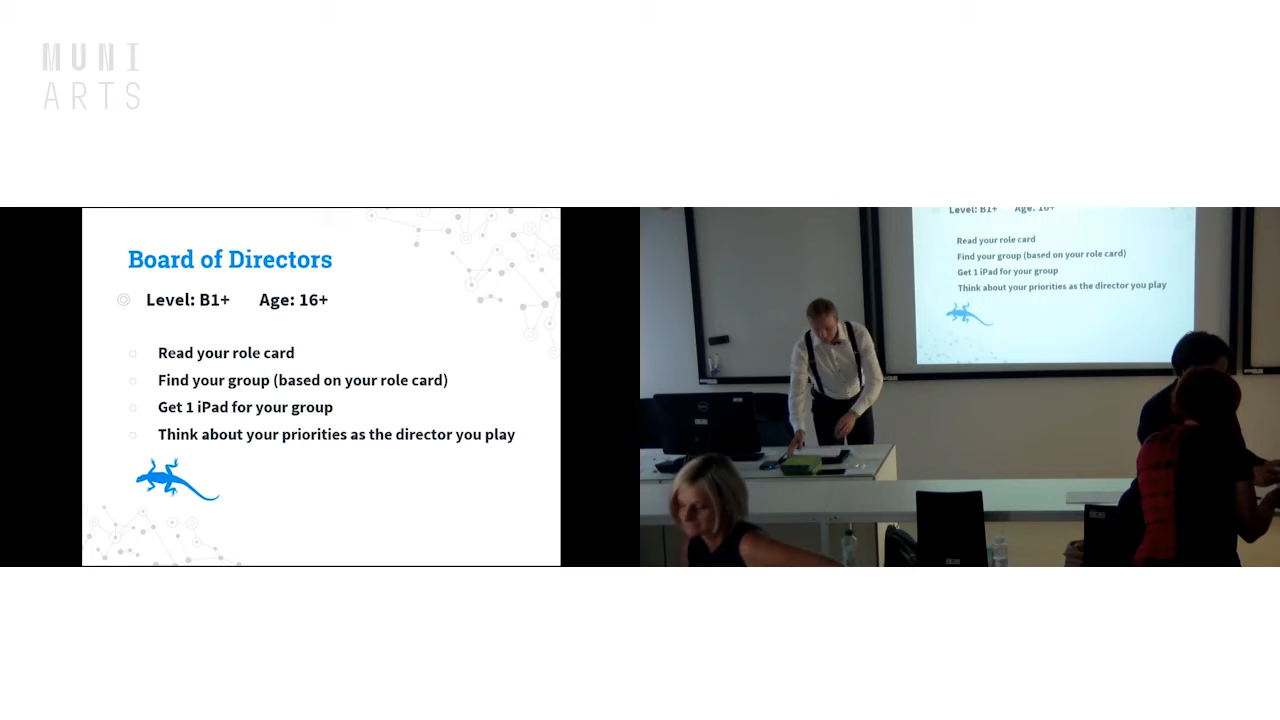 MUNI
ARTS
Board of Directors
Level: B1+ Age: 16+
Read your role card
Find your group (based on your role card)
Get 1 iPad for your group
Think about your priorities as the director you play
Level: B1+ Age: 16+
Read your role card
Find your group (based on your role card)
Get 1 iPad for your group
Think about your priorities as the director you play
DELL